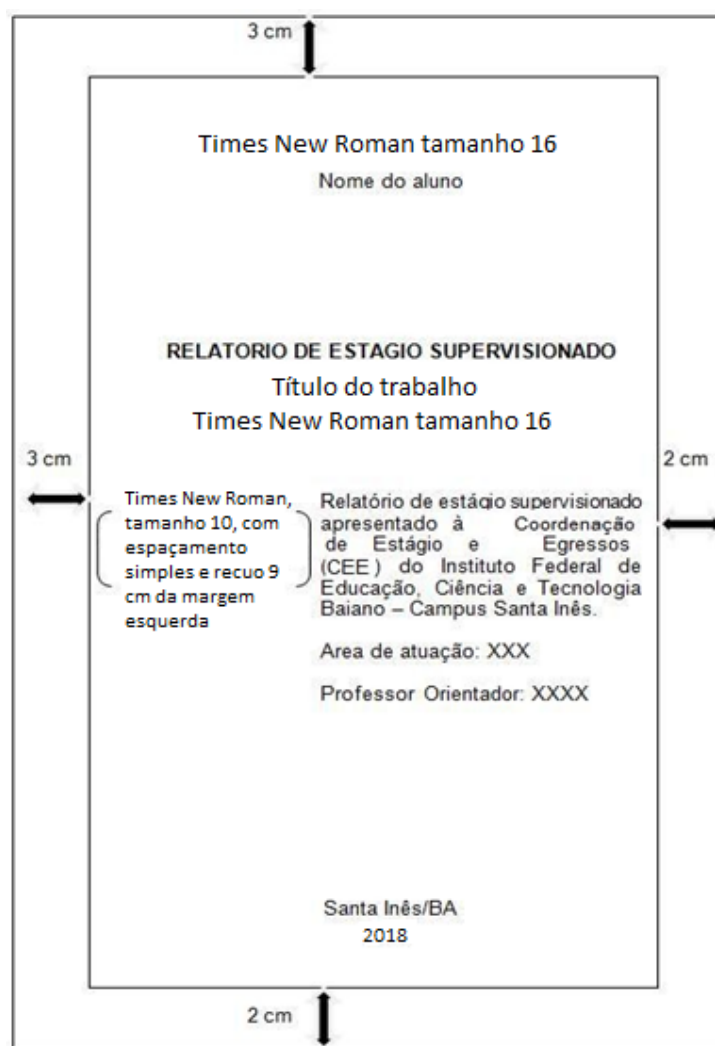 3 cm
Times New Roman tamanho 16
Nome do aluno
RELATORIO DE ESTAGIO SUPERVISIONADO
Título do trabalho
Times New Roman tamanho 16
3 cm
2 cm
Times New Roman,
tamanho 10, com
espaçamento
simples e recuo 9
cm da margem
esquerda
Relatório de estágio supervisionado
apresentado à Coordenação
de Estágio e Egressos
(CEE) do Instituto Federal de
Educação, Ciência e Tecnologia
Baiano – Campus Santa Inês.
Area de atuação: XXX
Professor Orientador: XXXX
Santa Inês/BA
2018
2 cm